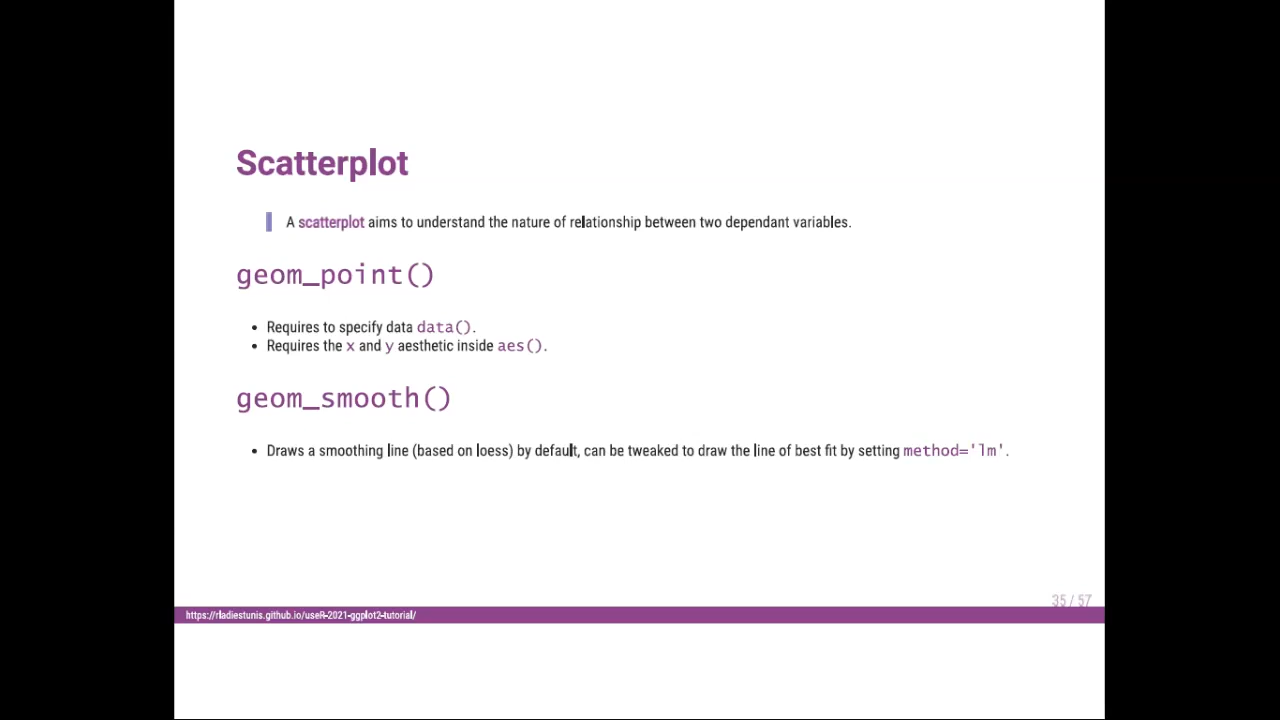 Scatterplot
A scatterplot aims to understand the nature of relationship between two dependant variables.
geom_point()
• Requires to specify data data().
• Requires the x and y aesthetic inside aes().
geom_smooth()
• Draws a smoothing line (based on loess) by default, can be tweaked to draw the line of best fit by setting method='lm'.
35 / 57
https://rladiestunis.github.io/useR-2021-ggplot2-tutorial/